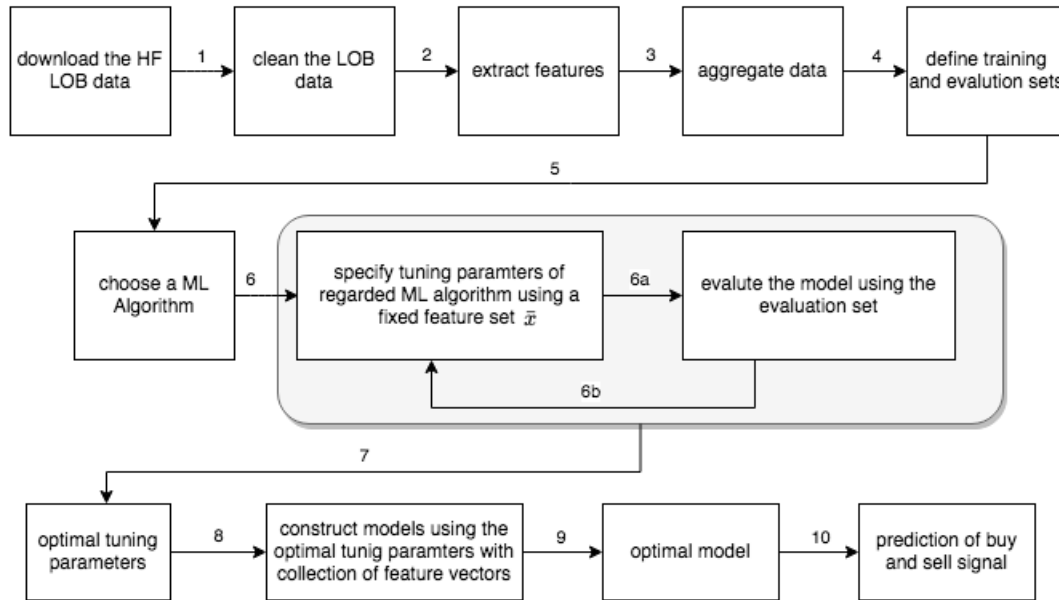 download the HF
LOB data
1
clean the LOB
data
2
extract features
3
aggregate data
4
define training
and evalution sets
5
choose a ML
Algorithm
6
specify tuning paramters of
regarded ML algorithm using a
fixed feature set x̄
6a
evalute the model using the
evaluation set
6b
7
optimal tuning
parameters
8
construct models using the
optimal tunig paramters with
collection of feature vectors
9
optimal model
10
prediction of buy
and sell signal